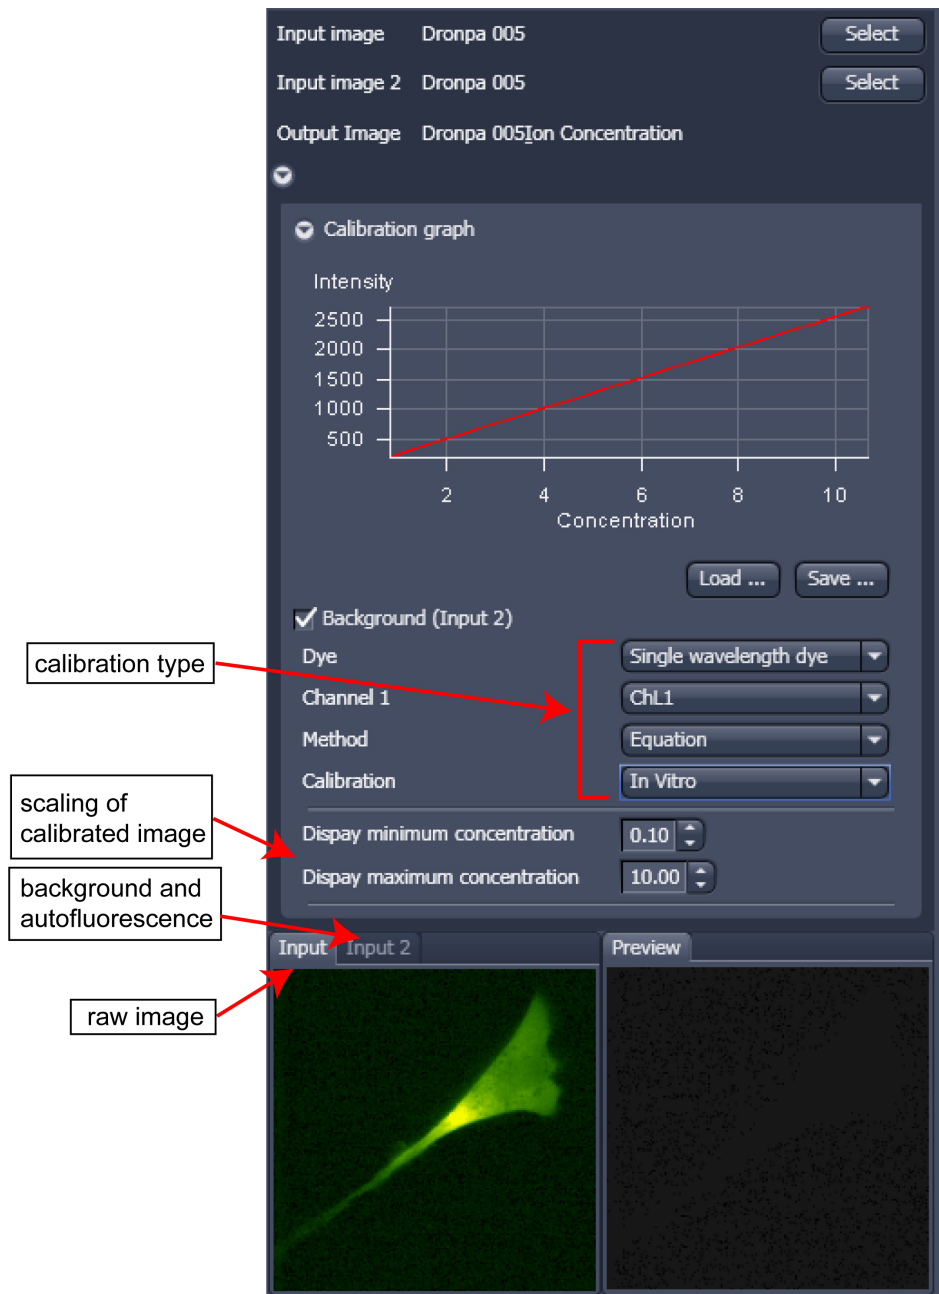 Input image Dronpa 005 Select
Input image 2 Dronpa 005 Select
Output Image Dronpa 005Ion Concentration
Calibration graph
Intensity
2500
2000
1500
1000
500
2 4 6 8 10
Concentration
Load ... Save ...
Background (Input 2)
calibration type
Dye Single wavelength dye
Channel 1 ChL1
Method Equation
Calibration In Vitro
scaling of
calibrated image
Dispay minimum concentration 0.10
Dispay maximum concentration 10.00
background and
autofluorescence
Input Input 2 Preview
raw image